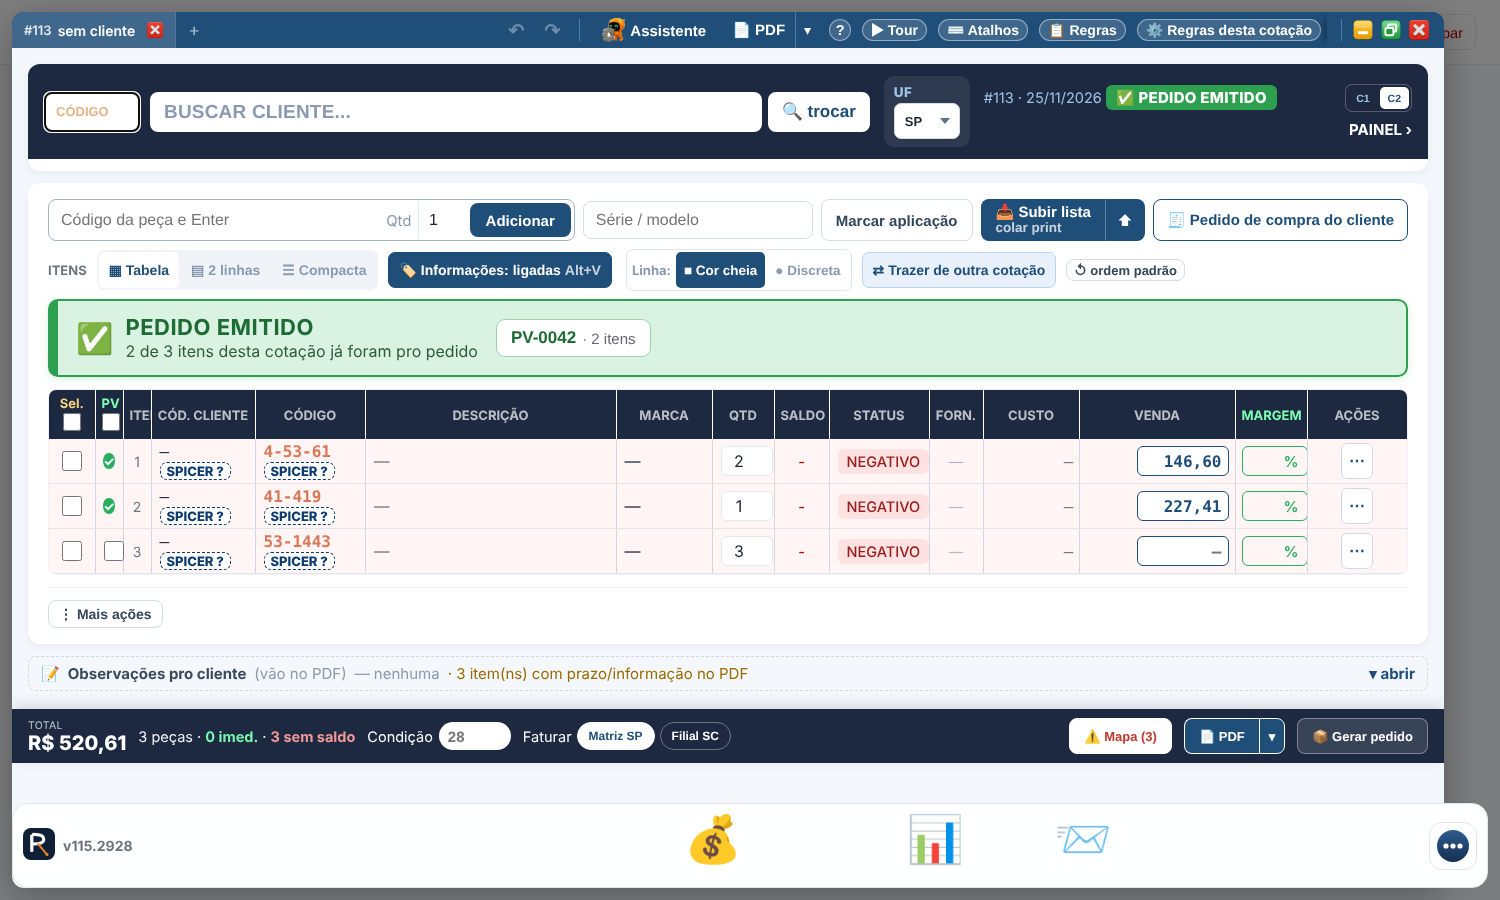 #113 sem cliente
+
Assistente
PDF
?
Tour
Atalhos
Regras
Regras desta cotação
par
CÓDIGO
BUSCAR CLIENTE...
trocar
UF
SP
#113 · 25/11/2026
PEDIDO EMITIDO
C1
C2
PAINEL ›
Código da peça e Enter
Qtd
1
Adicionar
Série / modelo
Marcar aplicação
Subir lista
colar print
Pedido de compra do cliente
ITENS
Tabela
2 linhas
Compacta
Informações: ligadas Alt+V
Linha:
Cor cheia
Discreta
Trazer de outra cotação
ordem padrão
PEDIDO EMITIDO
2 de 3 itens desta cotação já foram pro pedido
PV-0042 · 2 itens
Sel.
PV
ITE
CÓD. CLIENTE
CÓDIGO
DESCRIÇÃO
MARCA
QTD
SALDO
STATUS
FORN.
CUSTO
VENDA
MARGEM
AÇÕES
1
—
SPICER ?
4-53-61
SPICER ?
—
—
2
-
NEGATIVO
—
—
146,60
%
···
2
—
SPICER ?
41-419
SPICER ?
—
—
1
-
NEGATIVO
—
—
227,41
%
···
3
—
SPICER ?
53-1443
SPICER ?
—
—
3
-
NEGATIVO
—
—
—
%
···
⋮ Mais ações
Observações pro cliente (vão no PDF) — nenhuma · 3 item(ns) com prazo/informação no PDF
▾ abrir
TOTAL
R$ 520,61
3 peças · 0 imed. · 3 sem saldo
Condição
28
Faturar
Matriz SP
Filial SC
Mapa (3)
PDF
Gerar pedido
R
v115.2928